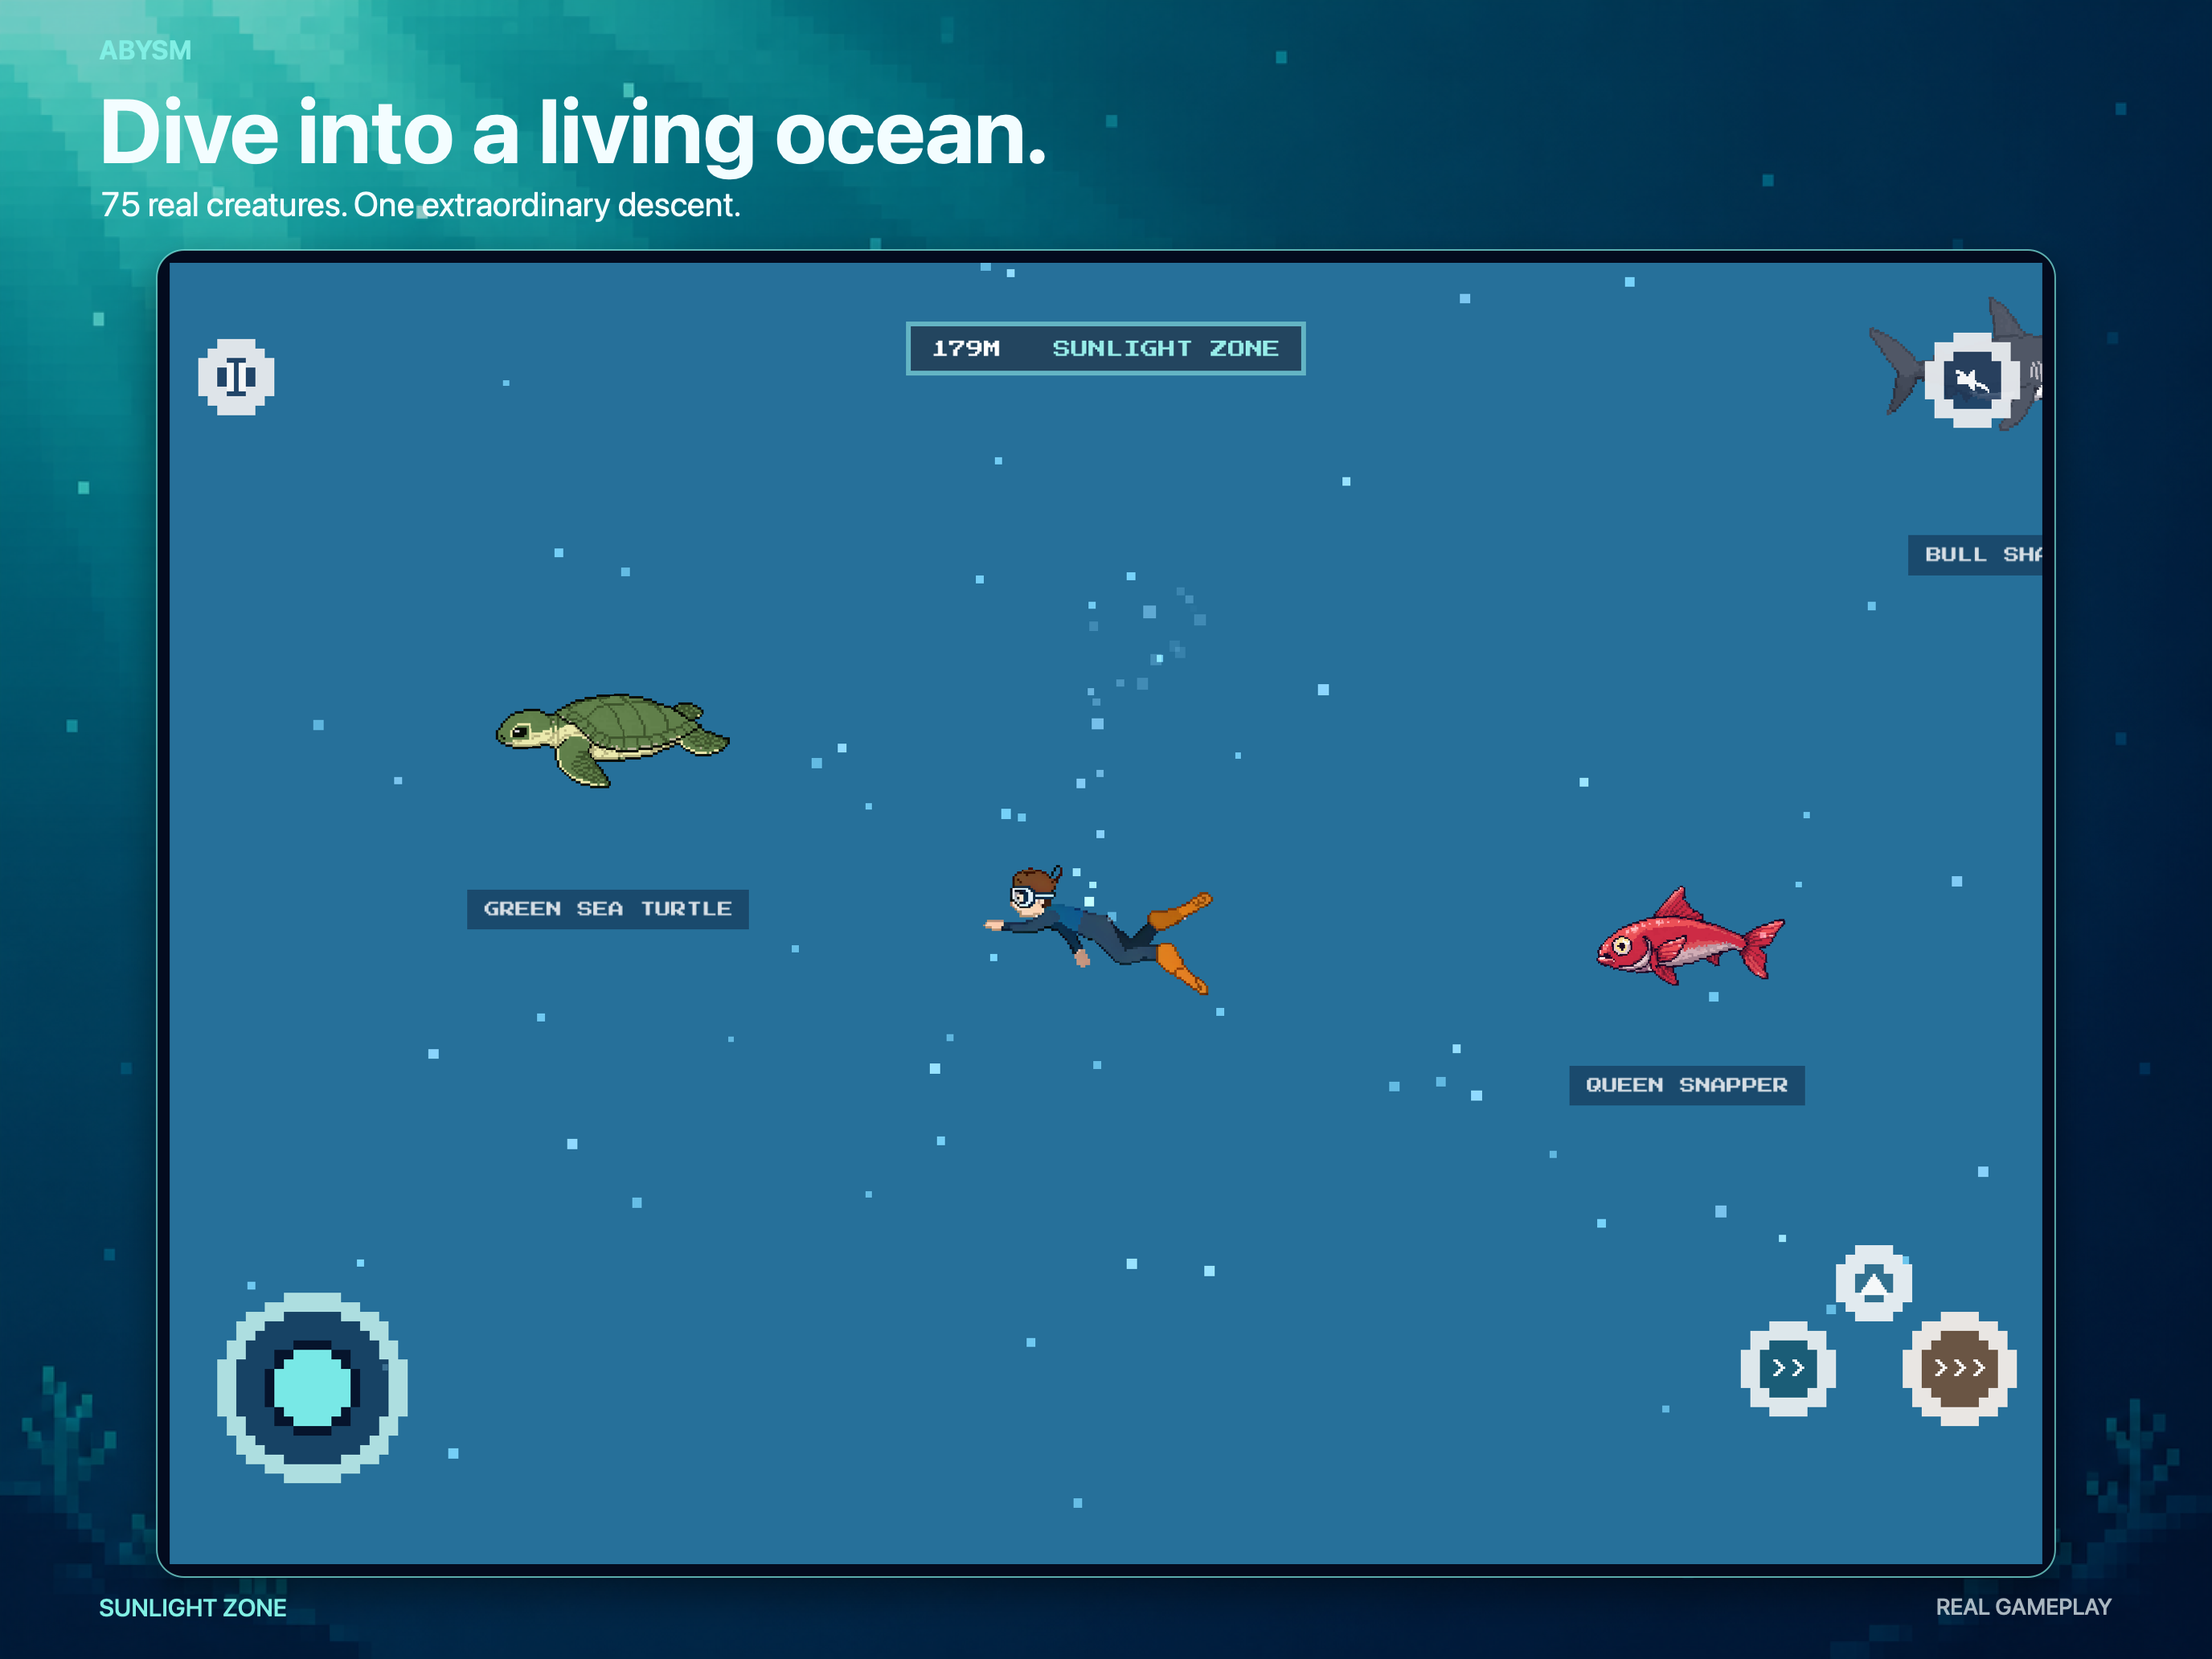 ABYSM
Dive into a living ocean.
75 real creatures. One extraordinary descent.
179M SUNLIGHT ZONE
BULL SHA
GREEN SEA TURTLE
QUEEN SNAPPER
SUNLIGHT ZONE
REAL GAMEPLAY